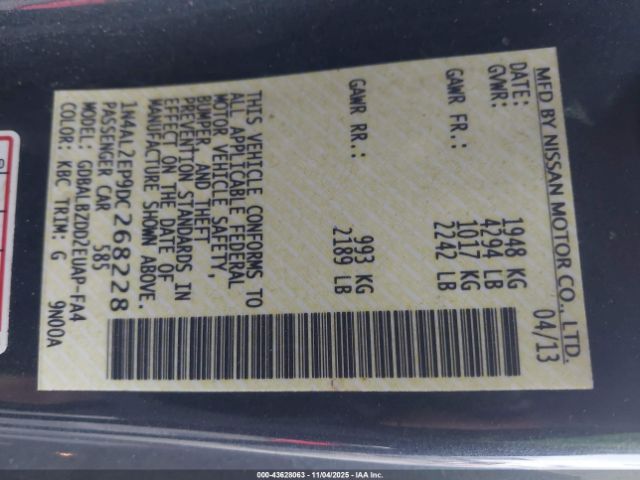 MFD BY NISSAN MOTOR CO., LTD.
DATE: 04/13
GVWR: 1948 KG
4294 LB
GAWR FR.: 1017 KG
2242 LB
GAWR RR.: 993 KG
2189 LB
THIS VEHICLE CONFORMS TO
ALL APPLICABLE FEDERAL
MOTOR VEHICLE SAFETY,
BUMPER, AND THEFT
PREVENTION STANDARDS IN
EFFECT ON THE DATE OF
MANUFACTURE SHOWN ABOVE.
1N4AL2EP9DC268228
PASSENGER CAR 585
MODEL: GDBALBZDD2EUAP-FA4
COLOR: KBC TRIM: G 9N00A
000-43628063 - 11/04/2025 - IAA Inc.